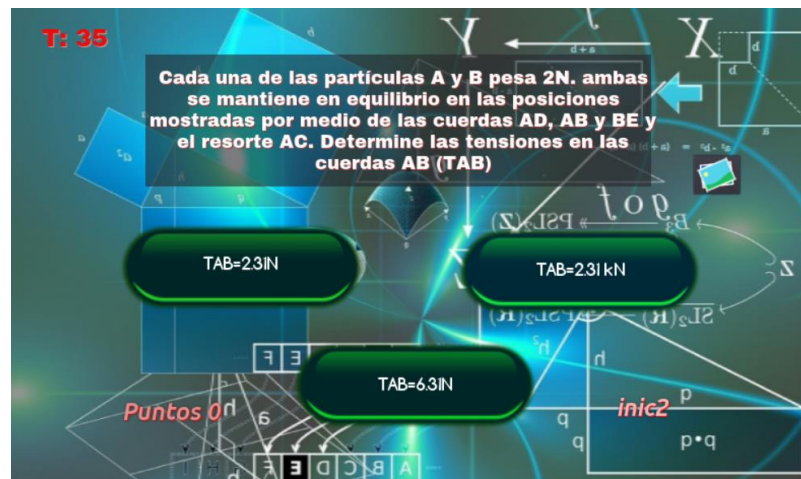 T: 35
Cada una de las partículas A y B pesa 2N. ambas
se mantiene en equilibrio en las posiciones
mostradas por medio de las cuerdas AD, AB y BE y
el resorte AC. Determine las tensiones en las
cuerdas AB (TAB)
TAB=2.31N
TAB=2.31 kN
TAB=6.31N
Puntos 0
inic2
Y
X
a+b
gof
h
p
q
p•q
F E
A B C D E F